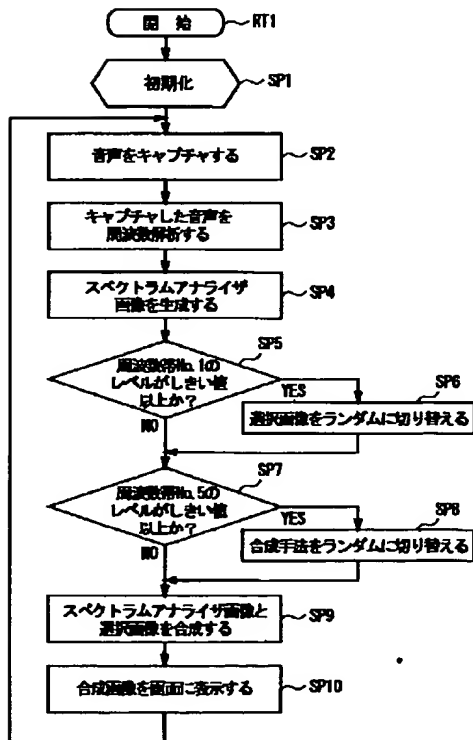 開 始
RT1
初期化
SP1
音声をキャプチャする
SP2
キャプチャした音声を
周波数解析する
SP3
スペクトラムアナライザ
画像を生成する
SP4
周波数帯No.1の
レベルがしきい値
以上か?
SP5
YES
NO
選択画像をランダムに切り替える
SP6
周波数帯No.5の
レベルがしきい値
以上か?
SP7
YES
NO
合成手法をランダムに切り替える
SP8
スペクトラムアナライザ画像と
選択画像を合成する
SP9
合成画像を画面に表示する
SP10